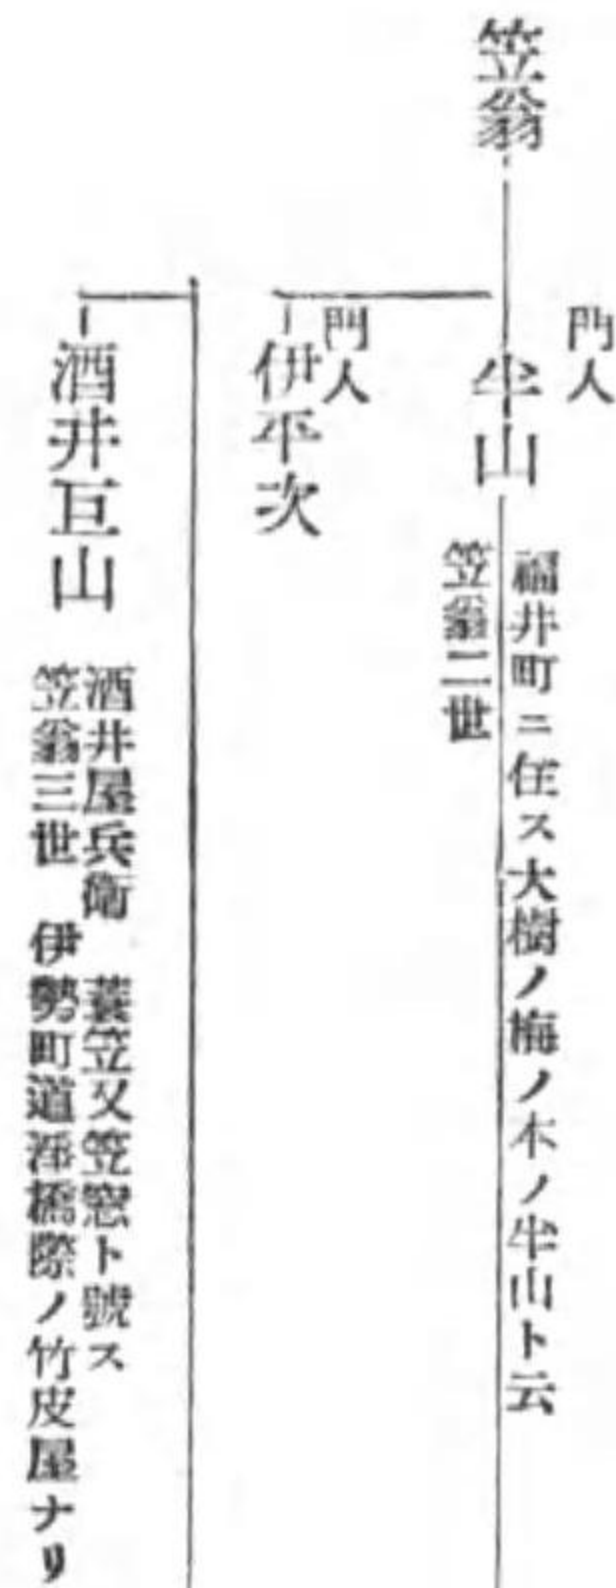 笠翁
門人
半山
福井町ニ住ス大樹ノ梅ノ木ノ半山ト云
笠翁二世
門人
伊平次
酒井亙山
酒井屋兵衛 蓑笠又笠窓ト號ス
笠翁三世 伊勢町道浄橋際ノ竹皮屋ナリ